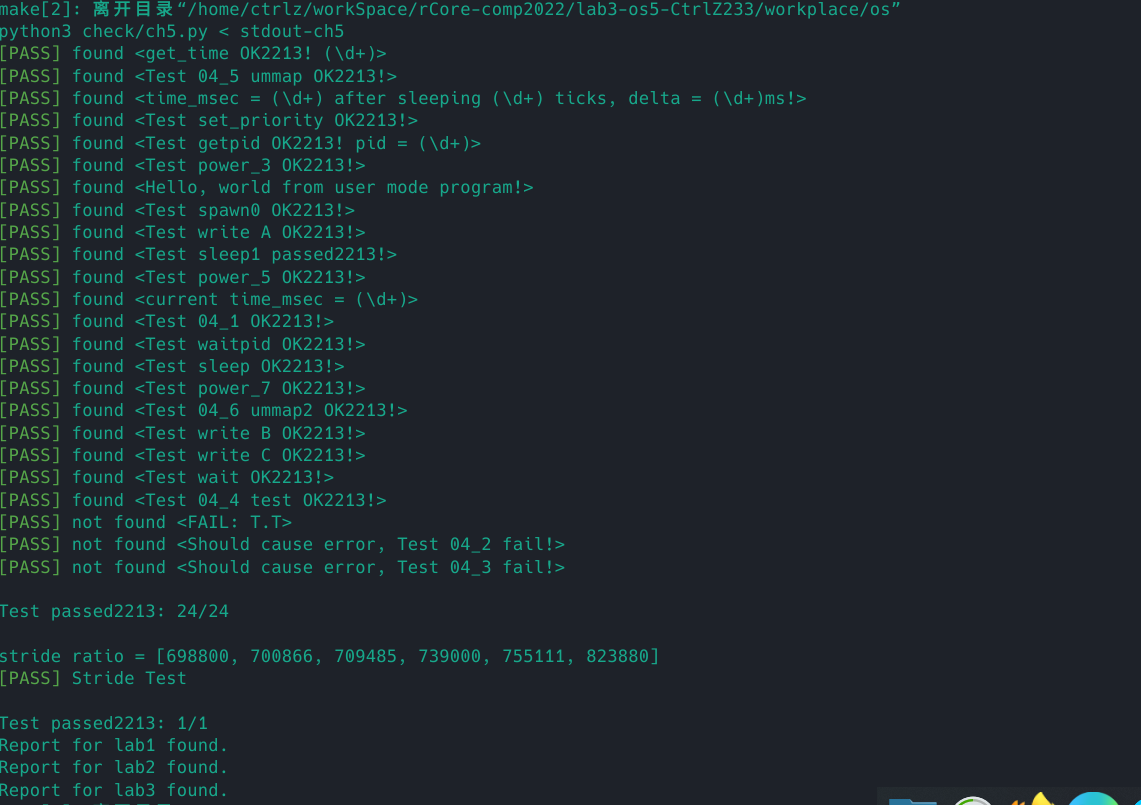 make[2]: 离开目录“/home/ctrlz/workSpace/rCore-comp2022/lab3-os5-CtrlZ233/workplace/os”
python3 check/ch5.py < stdout-ch5
[PASS] found <get_time OK2213! (\d+)>
[PASS] found <Test 04_5 ummap OK2213!>
[PASS] found <time_msec = (\d+) after sleeping (\d+) ticks, delta = (\d+)ms!>
[PASS] found <Test set_priority OK2213!>
[PASS] found <Test getpid OK2213! pid = (\d+)>
[PASS] found <Test power_3 OK2213!>
[PASS] found <Hello, world from user mode program!>
[PASS] found <Test spawn0 OK2213!>
[PASS] found <Test write A OK2213!>
[PASS] found <Test sleep1 passed2213!>
[PASS] found <Test power_5 OK2213!>
[PASS] found <current time_msec = (\d+)>
[PASS] found <Test 04_1 OK2213!>
[PASS] found <Test waitpid OK2213!>
[PASS] found <Test sleep OK2213!>
[PASS] found <Test power_7 OK2213!>
[PASS] found <Test 04_6 ummap2 OK2213!>
[PASS] found <Test write B OK2213!>
[PASS] found <Test write C OK2213!>
[PASS] found <Test wait OK2213!>
[PASS] found <Test 04_4 test OK2213!>
[PASS] not found <FAIL: T.T>
[PASS] not found <Should cause error, Test 04_2 fail!>
[PASS] not found <Should cause error, Test 04_3 fail!>
Test passed2213: 24/24
stride ratio = [698800, 700866, 709485, 739000, 755111, 823880]
[PASS] Stride Test
Test passed2213: 1/1
Report for lab1 found.
Report for lab2 found.
Report for lab3 found.